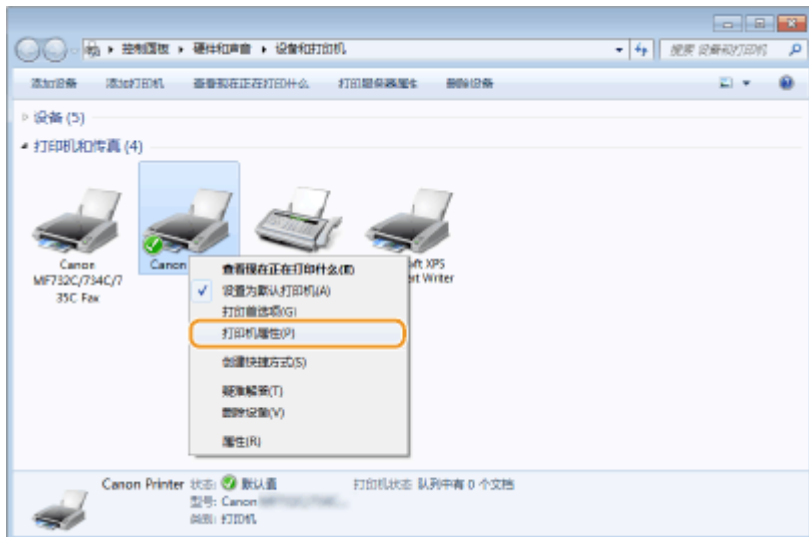 控制面板 ▸ 硬件和声音 ▸ 设备和打印机
搜索 设备和打印机
添加设备 添加打印机 查看现在正在打印什么 打印服务器属性 删除设备
设备 (5)
打印机和传真 (4)
Canon
MF732C/734C/7
35C Fax
Canon
XPS
Writer
查看现在正在打印什么(E)
设置为默认打印机(A)
打印首选项(G)
打印机属性(P)
创建快捷方式(S)
疑难解答(T)
删除设备(V)
属性(R)
Canon Printer 状态: 默认值 打印机状态: 队列中有 0 个文档
型号: Canon
类别: 打印机